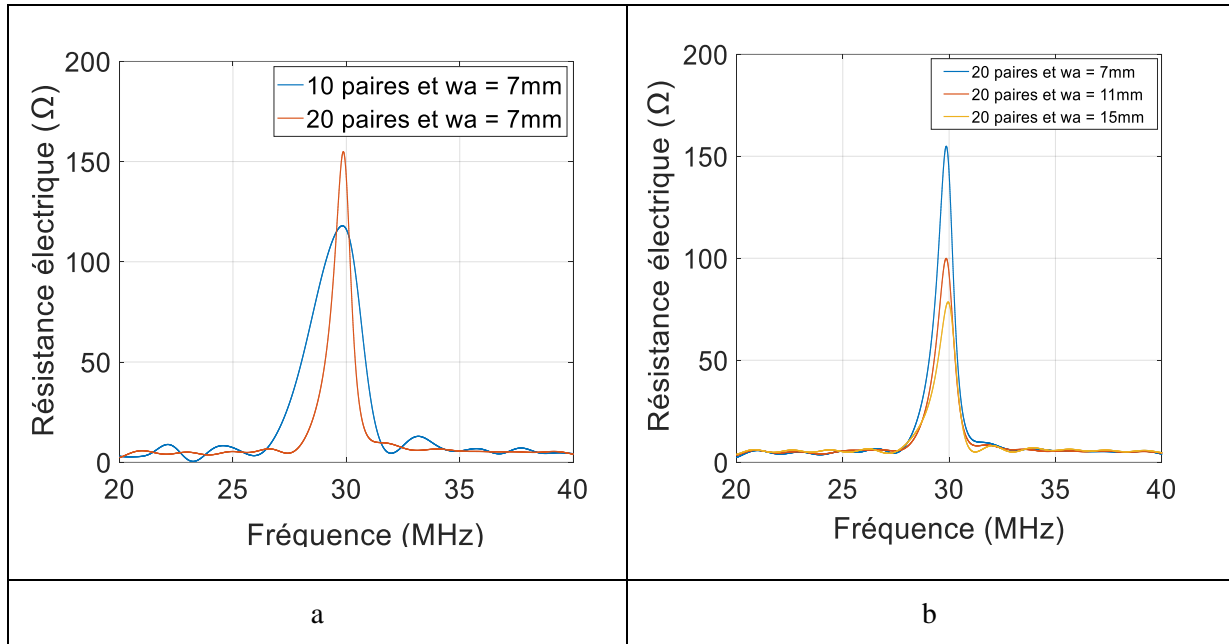 200
150
100
50
0
20
25
30
35
40
Résistance électrique (Ω)
Fréquence (MHz)
10 paires et wa = 7mm
20 paires et wa = 7mm
a
200
150
100
50
0
20
25
30
35
40
Résistance électrique (Ω)
Fréquence (MHz)
20 paires et wa = 7mm
20 paires et wa = 11mm
20 paires et wa = 15mm
b